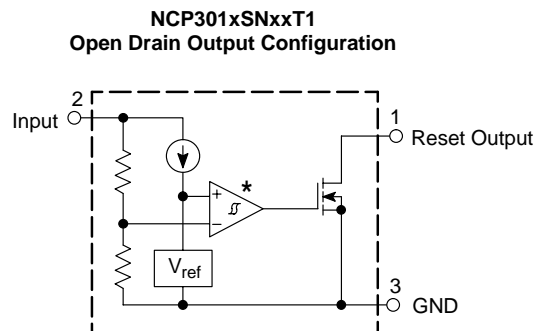 NCP301xSNxxT1
Open Drain Output Configuration
2
Input
1
Reset Output
*
+
−
Vref
3
GND